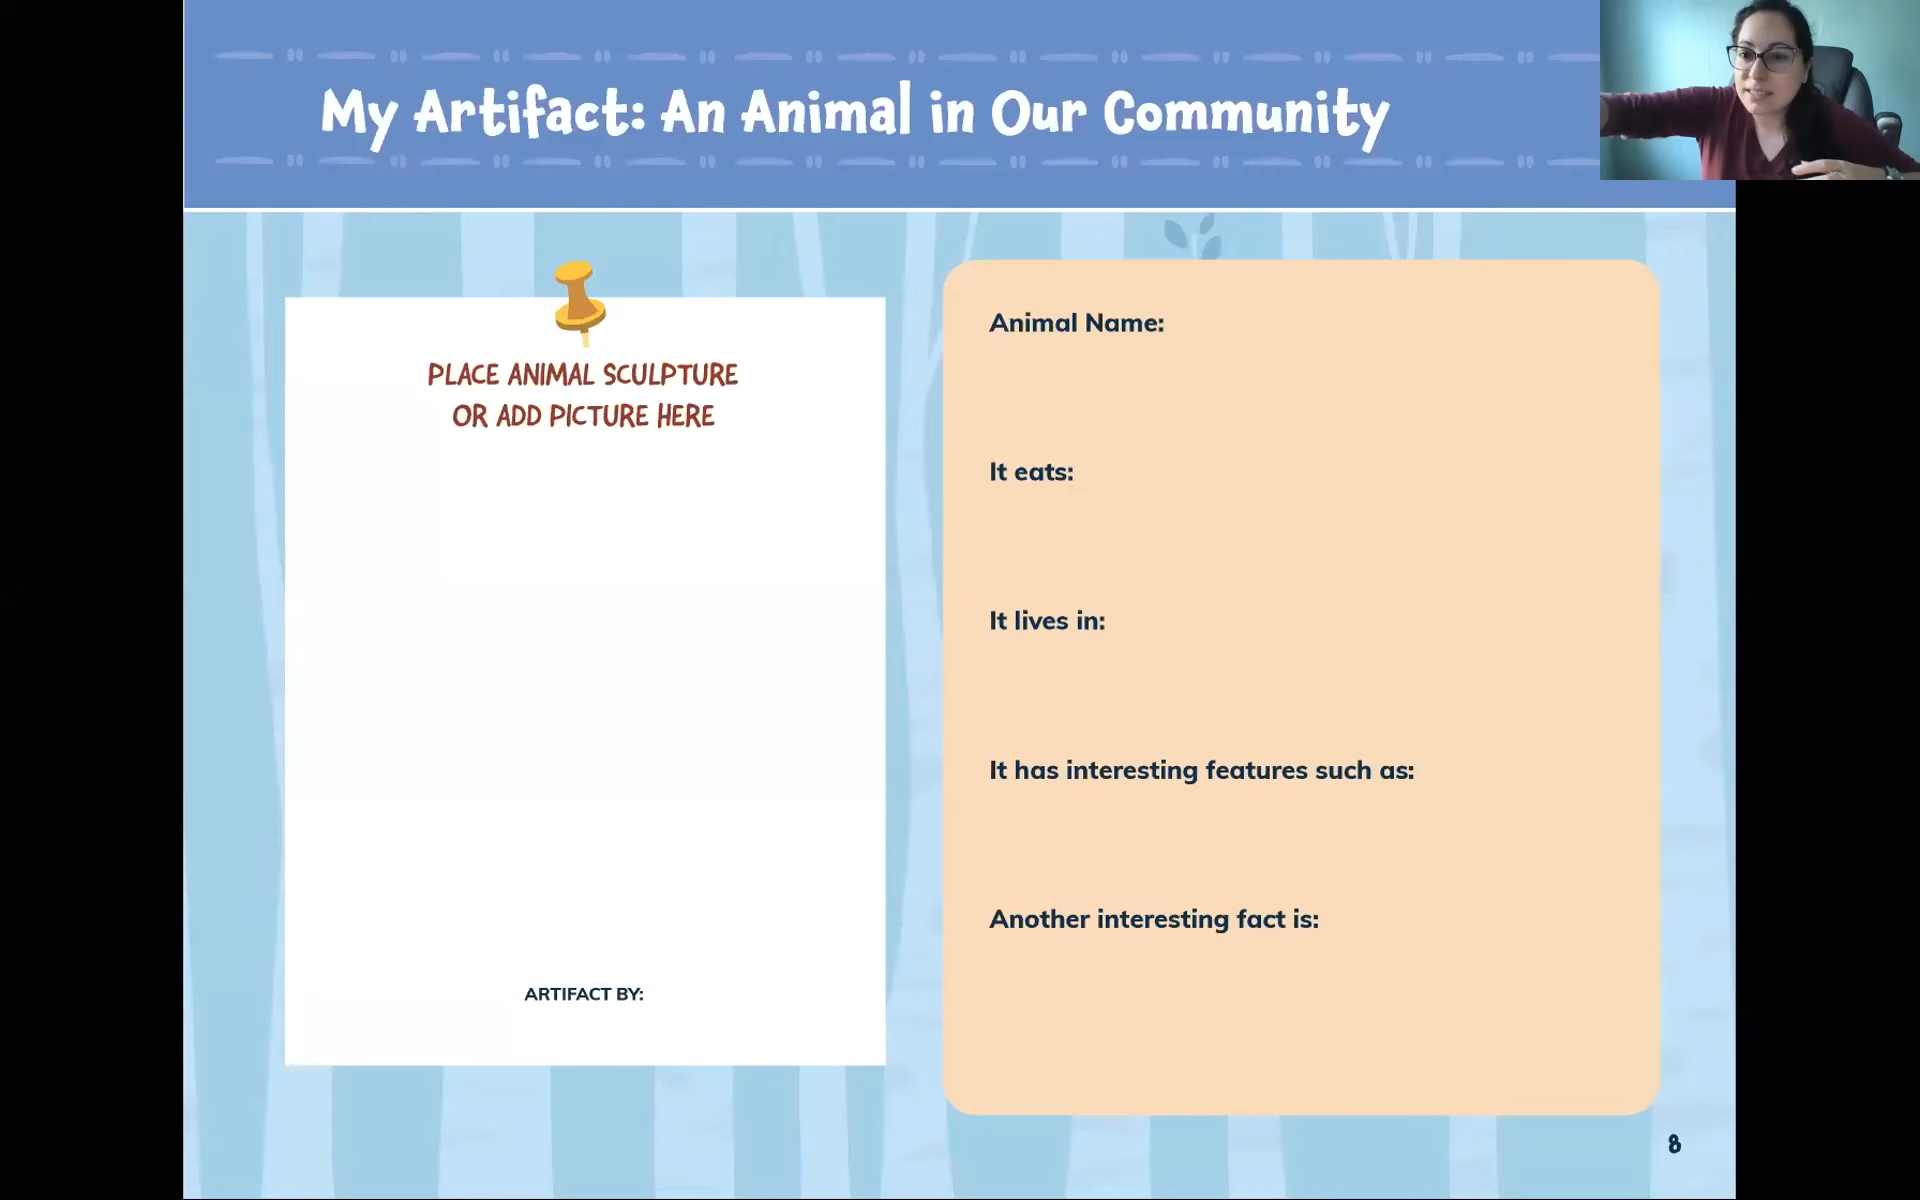 My Artifact: An Animal in Our Community
PLACE ANIMAL SCULPTURE
OR ADD PICTURE HERE
ARTIFACT BY:
Animal Name:
It eats:
It lives in:
It has interesting features such as:
Another interesting fact is:
8